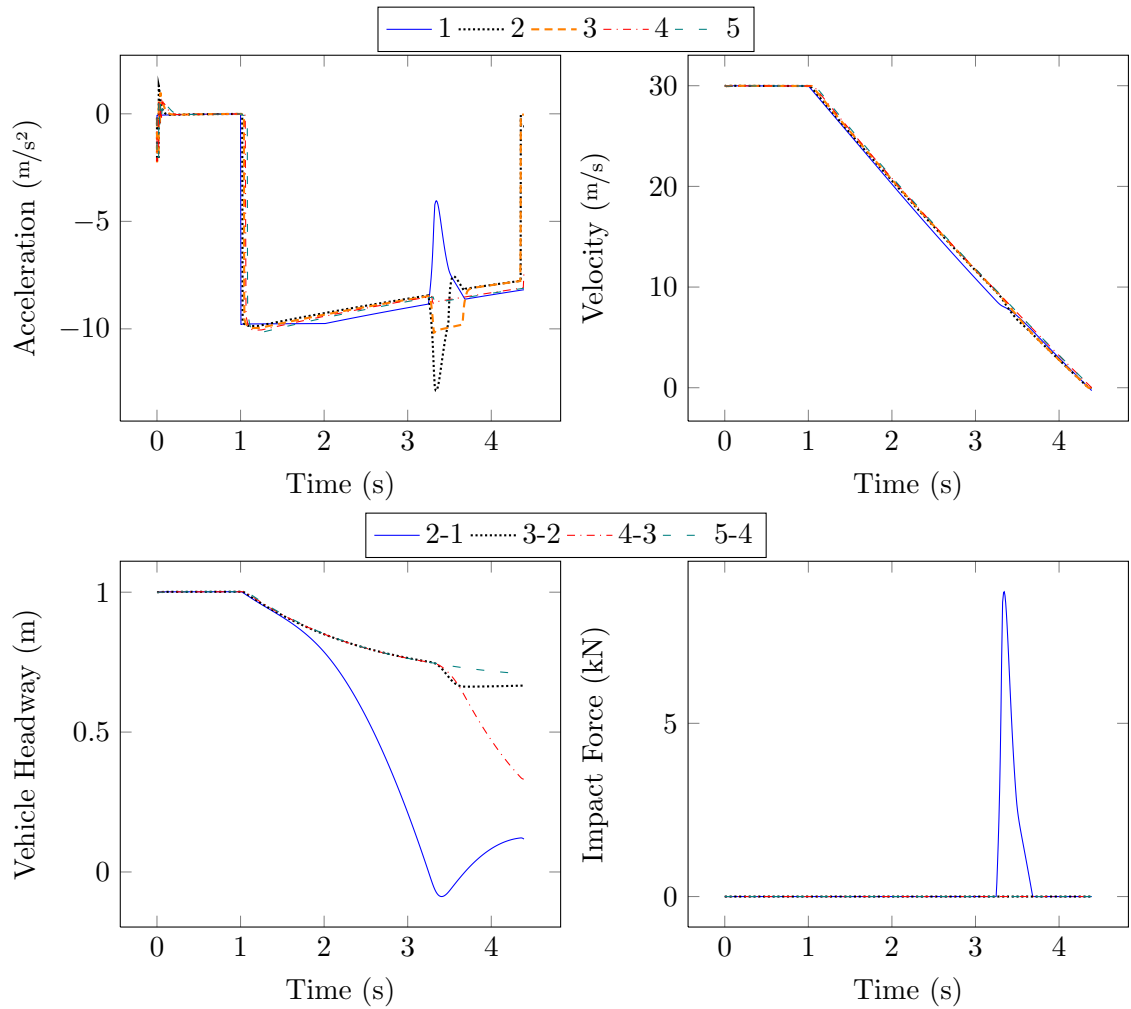 1 2 3 4 5
Acceleration (m/s²)
0
−5
−10
0 1 2 3 4
Time (s)
Velocity (m/s)
30
20
10
0
0 1 2 3 4
Time (s)
2-1 3-2 4-3 5-4
Vehicle Headway (m)
1
0.5
0
0 1 2 3 4
Time (s)
Impact Force (kN)
5
0
0 1 2 3 4
Time (s)